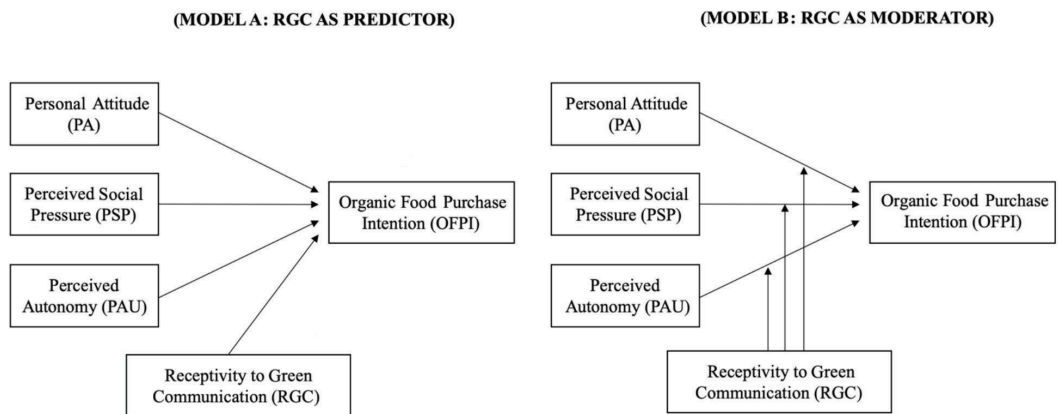 (MODEL A: RGC AS PREDICTOR)
Personal Attitude
(PA)
Perceived Social
Pressure (PSP)
Perceived
Autonomy (PAU)
Receptivity to Green
Communication (RGC)
Organic Food Purchase
Intention (OFPI)
(MODEL B: RGC AS MODERATOR)
Personal Attitude
(PA)
Perceived Social
Pressure (PSP)
Perceived
Autonomy (PAU)
Receptivity to Green
Communication (RGC)
Organic Food Purchase
Intention (OFPI)